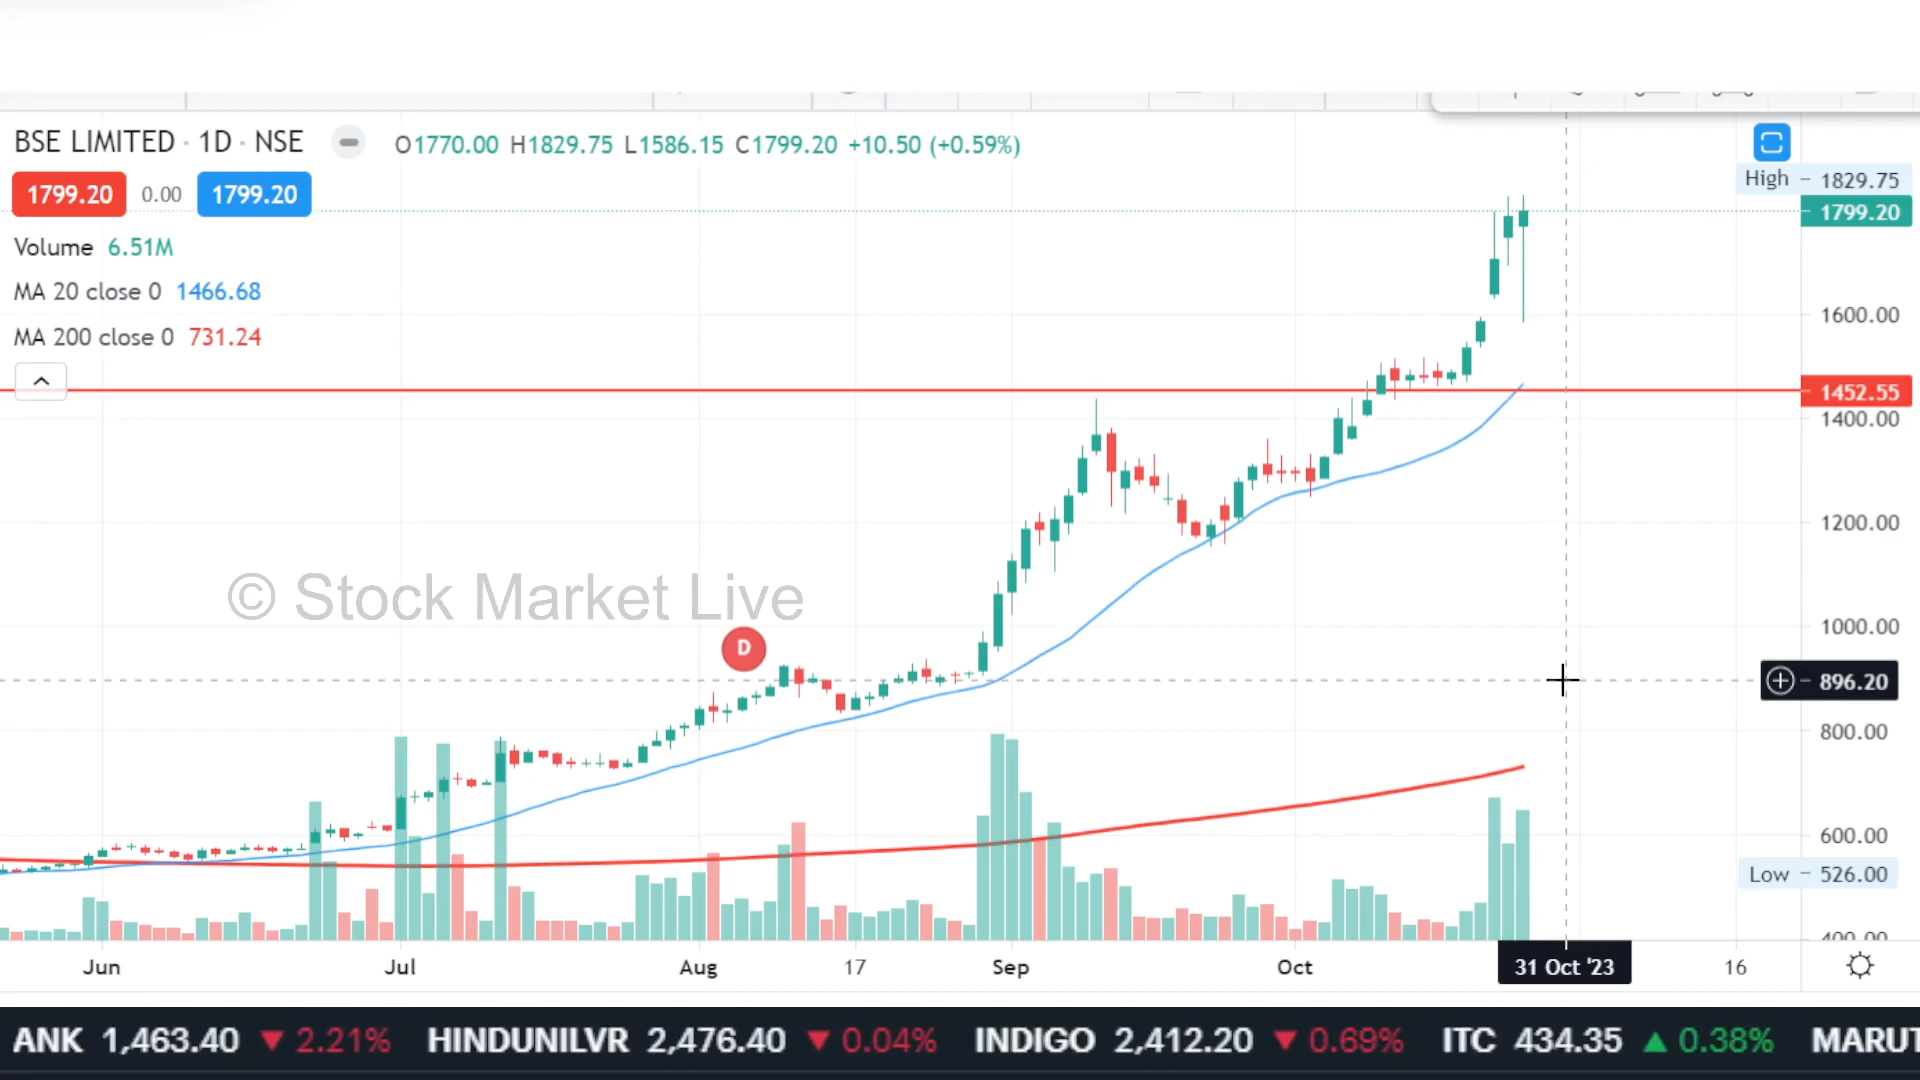 BSE LIMITED · 1D · NSE
O1770.00 H1829.75 L1586.15 C1799.20 +10.50 (+0.59%)
1799.20 0.00 1799.20
Volume 6.51M
MA 20 close 0 1466.68
MA 200 close 0 731.24
High 1829.75
1799.20
1600.00
1452.55
1400.00
1200.00
1000.00
896.20
800.00
600.00
Low 526.00
400.00
© Stock Market Live
D
Jun Jul Aug 17 Sep Oct 31 Oct '23 16
ANK 1,463.40 ▼ 2.21% HINDUNILVR 2,476.40 ▼ 0.04% INDIGO 2,412.20 ▼ 0.69% ITC 434.35 ▲ 0.38% MARUT